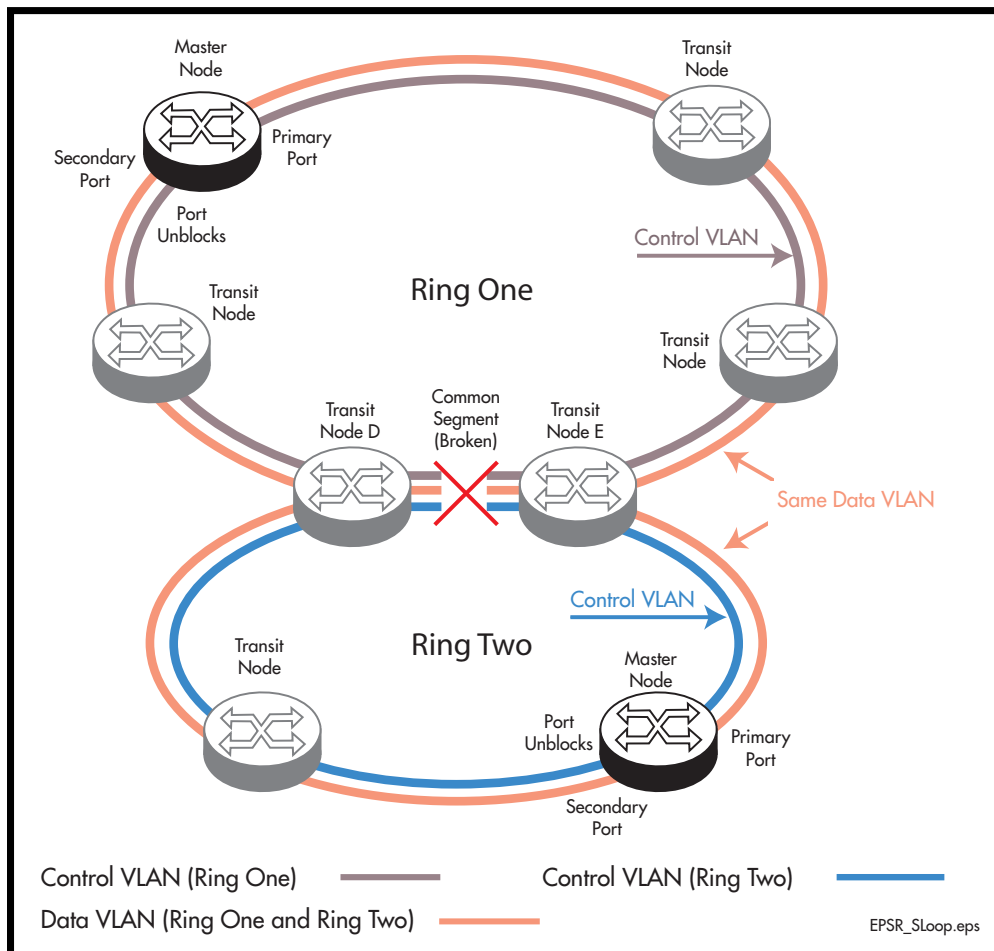 Master
Node
Transit
Node
Secondary
Port
Primary
Port
Port
Unblocks
Control VLAN
Ring One
Transit
Node
Transit
Node
Common
Segment
(Broken)
Transit
Node D
Transit
Node E
Same Data VLAN
Control VLAN
Ring Two
Transit
Node
Master
Node
Port
Unblocks
Primary
Port
Secondary
Port
Control VLAN (Ring One)
Control VLAN (Ring Two)
Data VLAN (Ring One and Ring Two)
EPSR_SLoop.eps